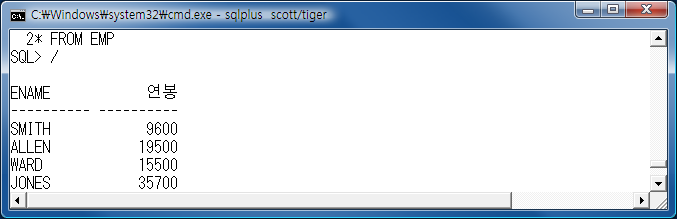 C:₩Windows₩system32₩cmd.exe - sqlplus scott/tiger
2* FROM EMP
SQL> /
ENAME 연봉
---------- ----------
SMITH 9600
ALLEN 19500
WARD 15500
JONES 35700